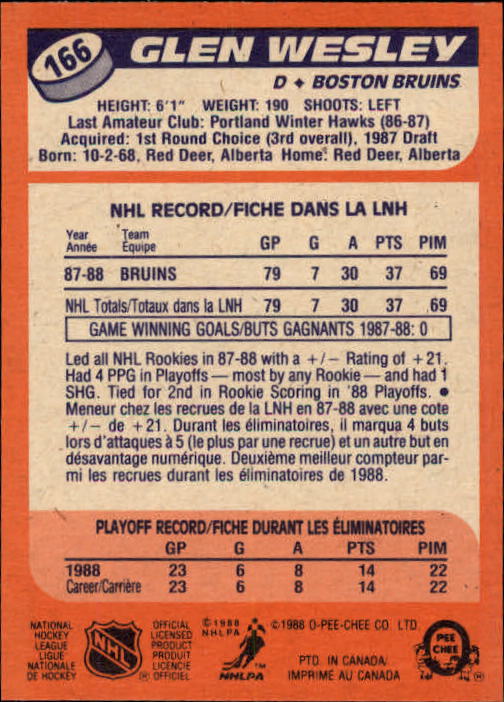 166
GLEN WESLEY
D ✦ BOSTON BRUINS
HEIGHT: 6'1" WEIGHT: 190 SHOOTS: LEFT
Last Amateur Club: Portland Winter Hawks (86-87)
Acquired: 1st Round Choice (3rd overall), 1987 Draft
Born: 10-2-68, Red Deer, Alberta Home: Red Deer, Alberta
NHL RECORD/FICHE DANS LA LNH
Year Team
Année Équipe GP G A PTS PIM
87-88 BRUINS 79 7 30 37 69
NHL Totals/Totaux dans la LNH 79 7 30 37 69
GAME WINNING GOALS/BUTS GAGNANTS 1987-88: 0
Led all NHL Rookies in 87-88 with a +/− Rating of +21.
Had 4 PPG in Playoffs — most by any Rookie — and had 1
SHG. Tied for 2nd in Rookie Scoring in '88 Playoffs. ●
Meneur chez les recrues de la LNH en 87-88 avec une cote
+/− de +21. Durant les éliminatoires, il marqua 4 buts
lors d'attaques à 5 (le plus par une recrue) et un autre but en
désavantage numérique. Deuxième meilleur compteur par-
mi les recrues durant les éliminatoires de 1988.
PLAYOFF RECORD/FICHE DURANT LES ÉLIMINATOIRES
GP G A PTS PIM
1988 23 6 8 14 22
Career/Carrière 23 6 8 14 22
NATIONAL
HOCKEY
LEAGUE
LIGUE
NATIONALE
DE HOCKEY
NHL
OFFICIAL
LICENSED
PRODUCT
PRODUIT
LICENCIE
® OFFICIEL
©1988
NHLPA
™
NHLPA
©1988 O-PEE-CHEE CO. LTD.
PTD. IN CANADA
IMPRIMÉ AU CANADA
O
PEE
CHEE
®